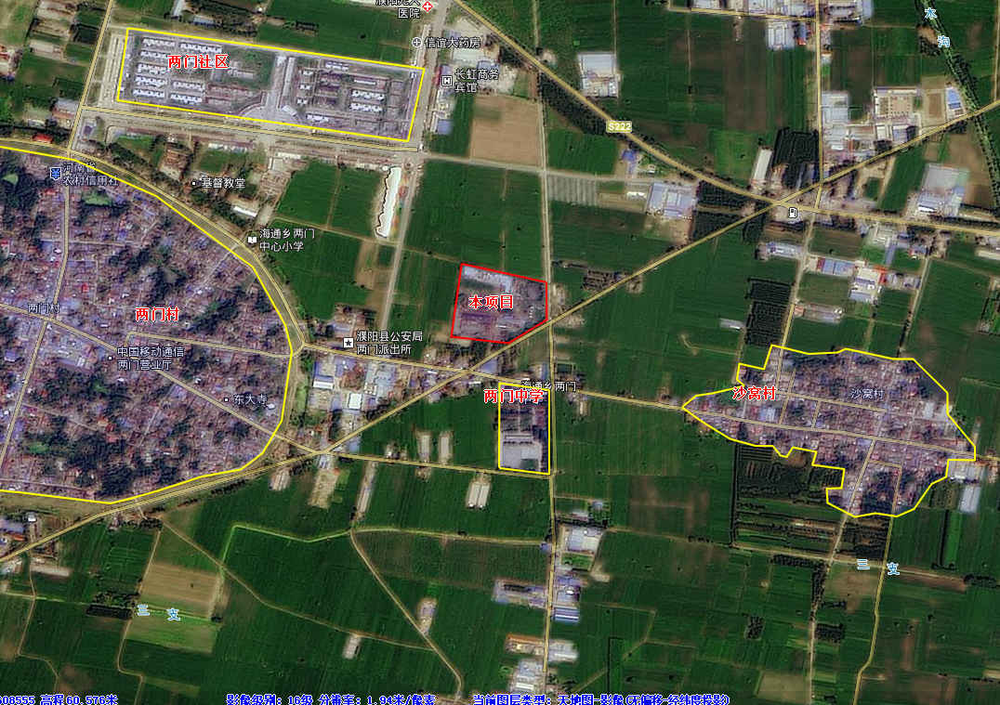 医院
信谊大药房
长虹商务
宾馆
两门社区
水
沟
S222
河南省
农村信用社
基督教堂
海通乡两门
中心小学
两门村
两门村
本项目
濮阳县公安局
两门派出所
中国移动通信
两门营业厅
东大寺
海通乡两门
两门中学
沙窝村
沙窝村
三 支
三 支
608555 高程60.576米 影像级别：16级 分辨率：1.94米/像素 当前图层类型：天地图-影像(无偏移-经纬度投影)